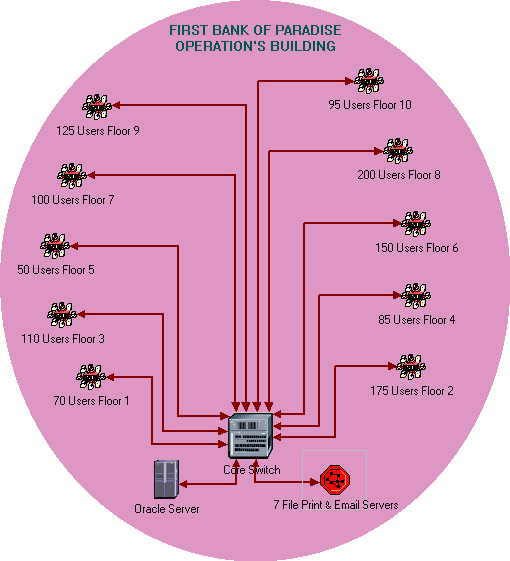 FIRST BANK OF PARADISE
OPERATION'S BUILDING
95 Users Floor 10
125 Users Floor 9
200 Users Floor 8
100 Users Floor 7
150 Users Floor 6
50 Users Floor 5
85 Users Floor 4
110 Users Floor 3
175 Users Floor 2
70 Users Floor 1
Core Switch
Oracle Server
7 File Print & Email Servers